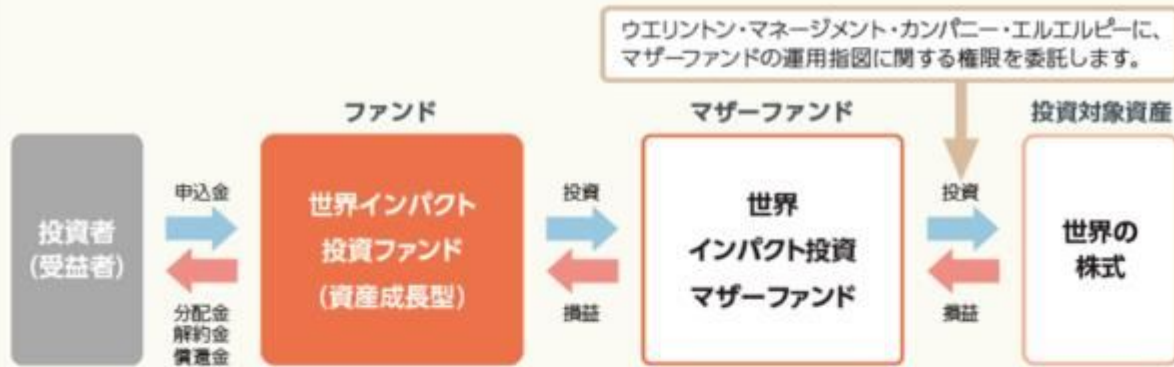 ウエリントン・マネージメント・カンパニー・エルエルピーに、
マザーファンドの運用指図に関する権限を委託します。
ファンド
マザーファンド
投資対象資産
投資者
(受益者)
申込金
分配金
解約金
償還金
世界インパクト
投資ファンド
(資産成長型)
投資
損益
世界
インパクト投資
マザーファンド
投資
損益
世界の
株式